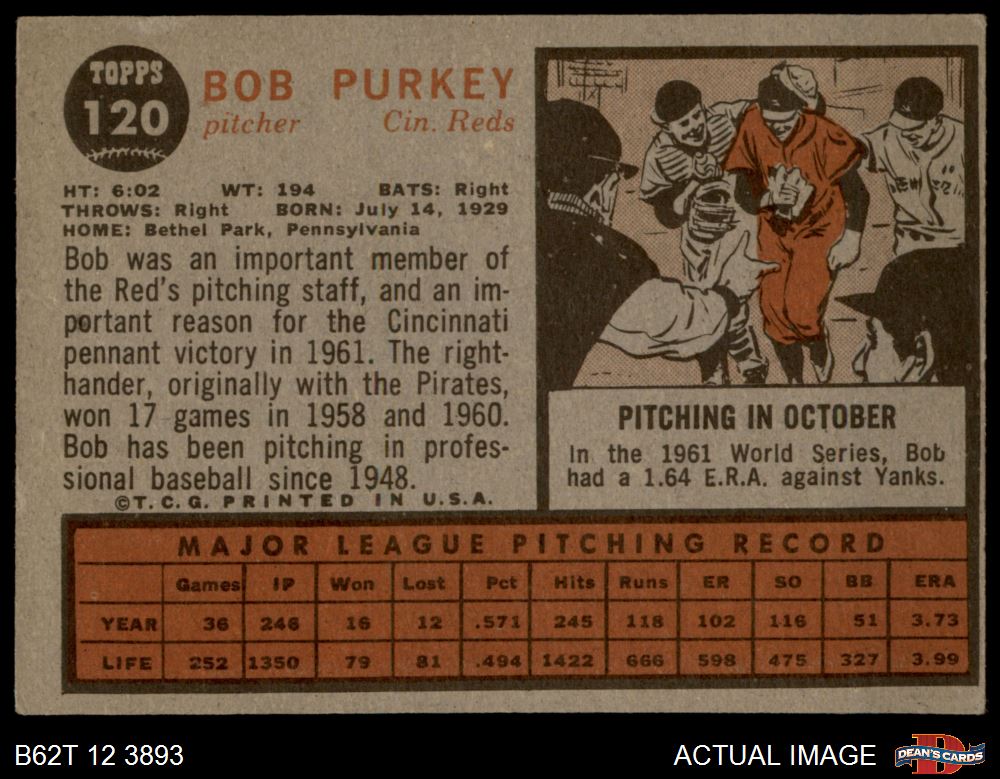 TOPPS
120
BOB PURKEY
pitcher Cin. Reds
HT: 6:02 WT: 194 BATS: Right
THROWS: Right BORN: July 14, 1929
HOME: Bethel Park, Pennsylvania
Bob was an important member of
the Red's pitching staff, and an im-
portant reason for the Cincinnati
pennant victory in 1961. The right-
hander, originally with the Pirates,
won 17 games in 1958 and 1960.
Bob has been pitching in profes-
sional baseball since 1948.
©T.C.G. PRINTED IN U.S.A.
PITCHING IN OCTOBER
In the 1961 World Series, Bob
had a 1.64 E.R.A. against Yanks.
MAJOR LEAGUE PITCHING RECORD
Games IP Won Lost Pct Hits Runs ER SO BB ERA
YEAR 36 246 16 12 .571 245 118 102 116 51 3.73
LIFE 252 1350 79 81 .494 1422 666 598 475 327 3.99
B62T 12 3893
ACTUAL IMAGE
DEAN'S CARDS